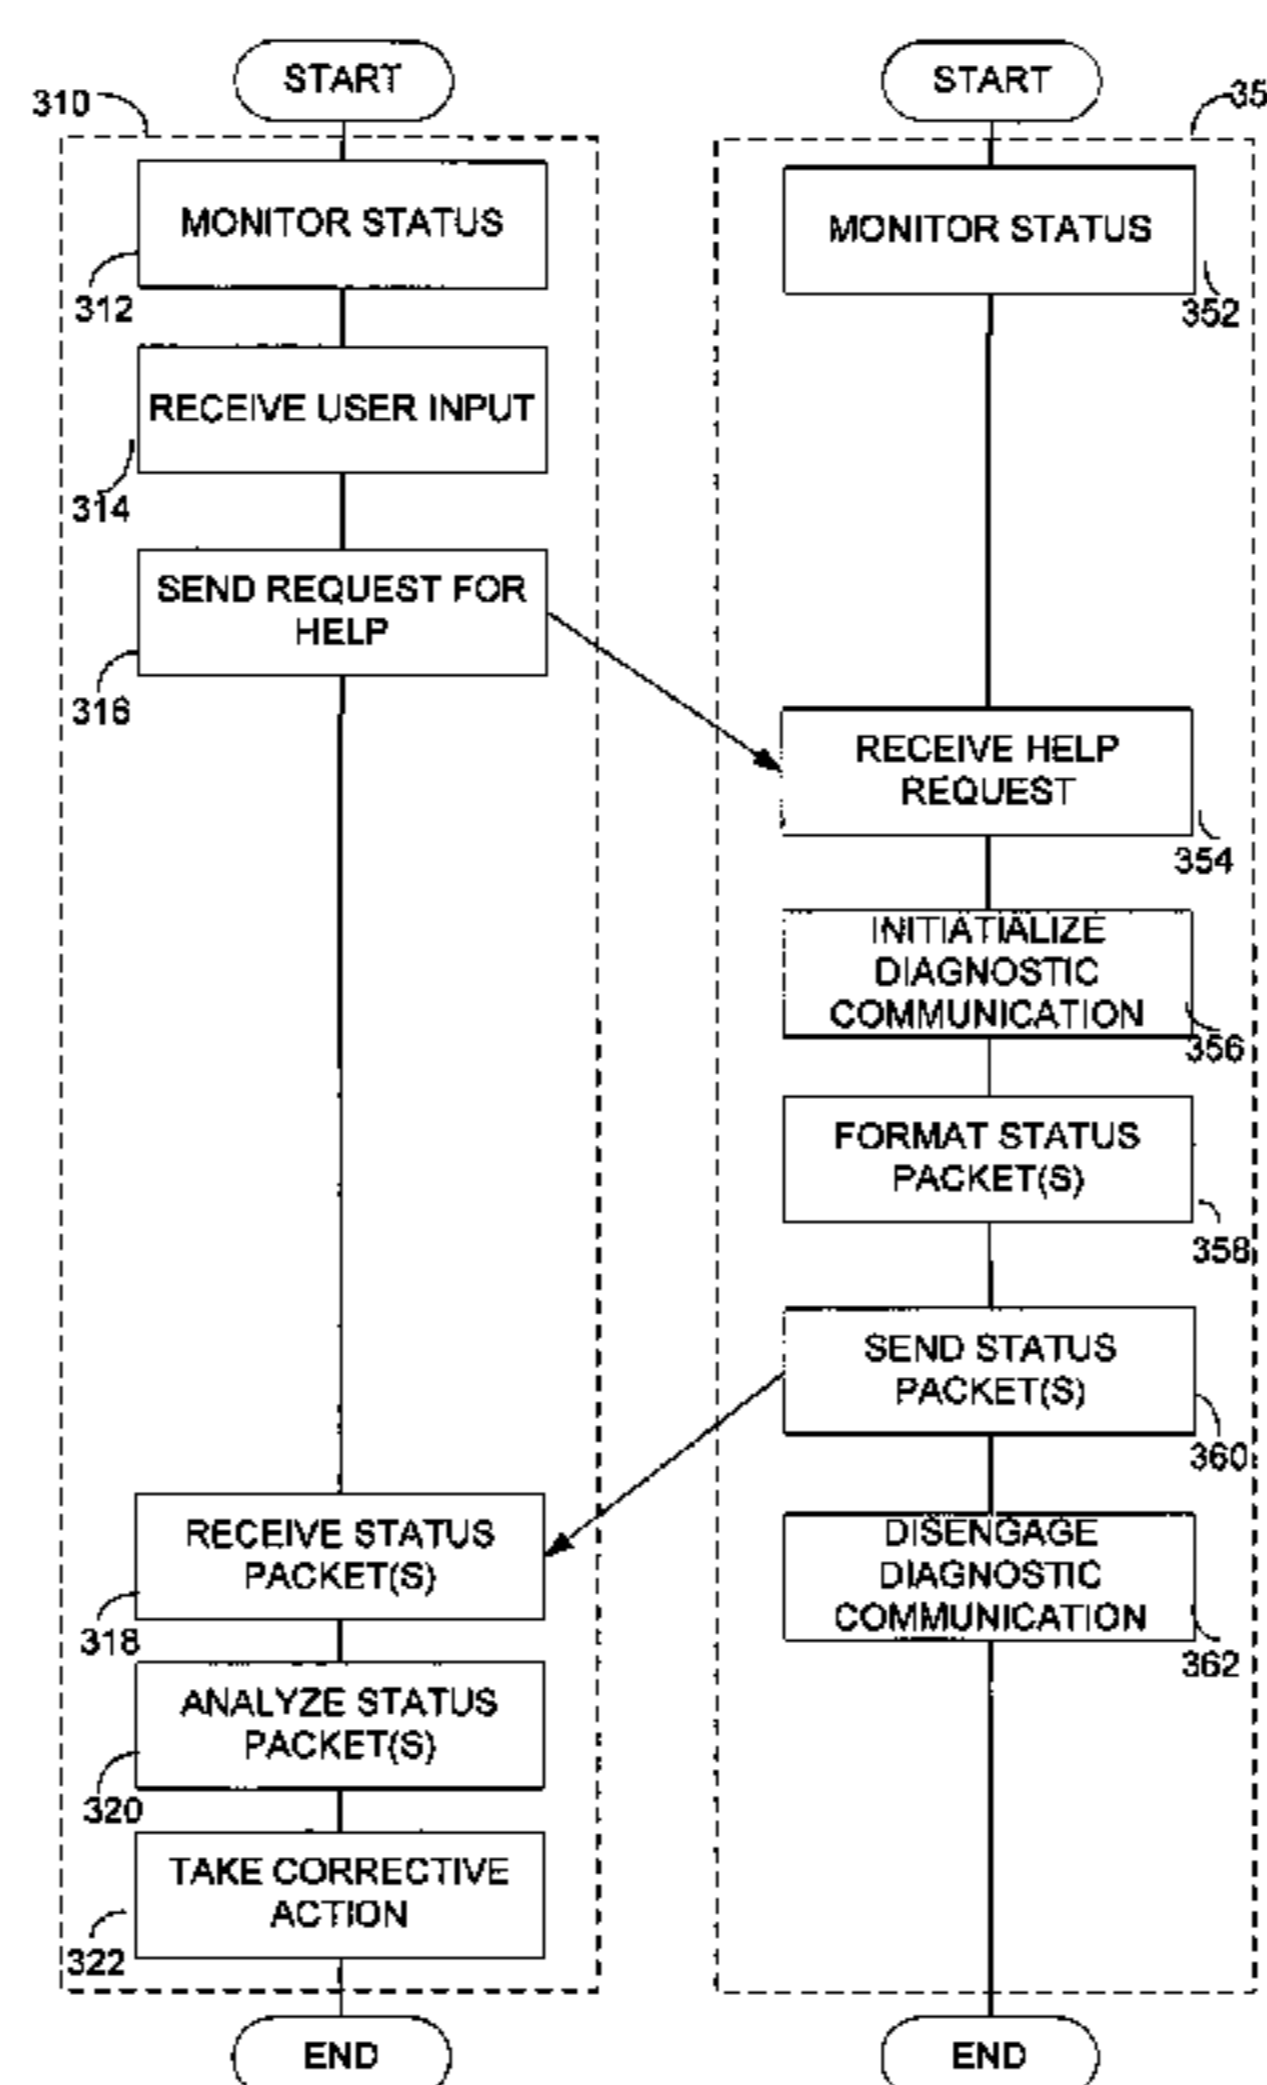 START
310
MONITOR STATUS
312
RECEIVE USER INPUT
314
SEND REQUEST FOR
HELP
316
RECEIVE STATUS
PACKET(S)
318
ANALYZE STATUS
PACKET(S)
320
TAKE CORRECTIVE
ACTION
322
END
START
35
MONITOR STATUS
352
RECEIVE HELP
REQUEST
354
INITIATIALIZE
DIAGNOSTIC
COMMUNICATION
356
FORMAT STATUS
PACKET(S)
358
SEND STATUS
PACKET(S)
360
DISENGAGE
DIAGNOSTIC
COMMUNICATION
362
END